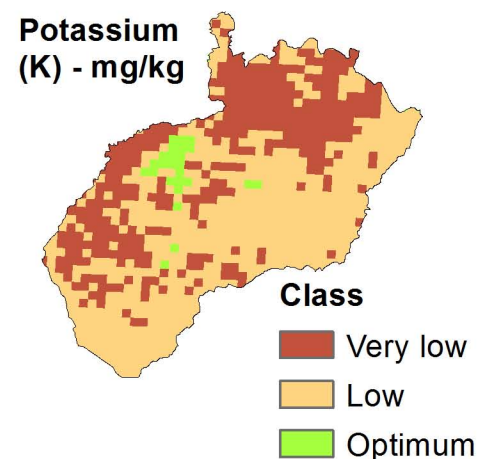 Potassium
(K) - mg/kg
Class
Very low
Low
Optimum